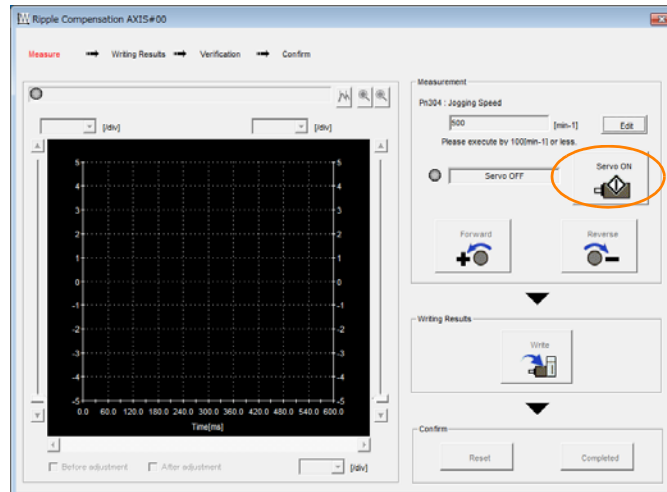 Ripple Compensation AXIS#00
Measure Writing Results Verification Confirm
[/div] [/div]
5 5
4 4
3 3
2 2
1 1
0 0
-1 -1
-2 -2
-3 -3
-4 -4
-5 -5
0.0 60.0 120.0 180.0 240.0 300.0 360.0 420.0 480.0 540.0 600.0
Time[ms]
Before adjustment After adjustment [/div]
Measurement
Pn304 : Jogging Speed
500 [min-1] Edit
Please execute by 100[min-1] or less.
Servo OFF
Servo ON
Forward Reverse
Writing Results
Write
Confirm
Reset Completed